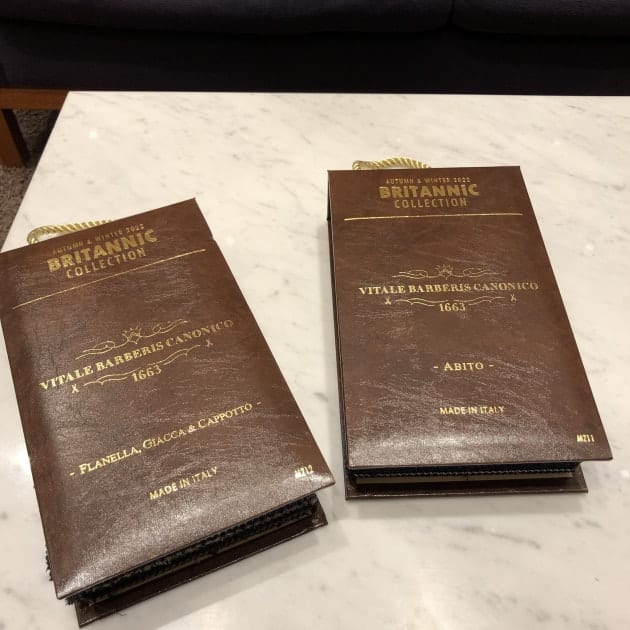 AUTUMN & WINTER 2022
BRITANNIC
COLLECTION
VITALE BARBERIS CANONICO
1663
- FLANELLA, GIACCA & CAPPOTTO -
MADE IN ITALY
M212
AUTUMN & WINTER 2022
BRITANNIC
COLLECTION
VITALE BARBERIS CANONICO
1663
- ABITO -
MADE IN ITALY
M211